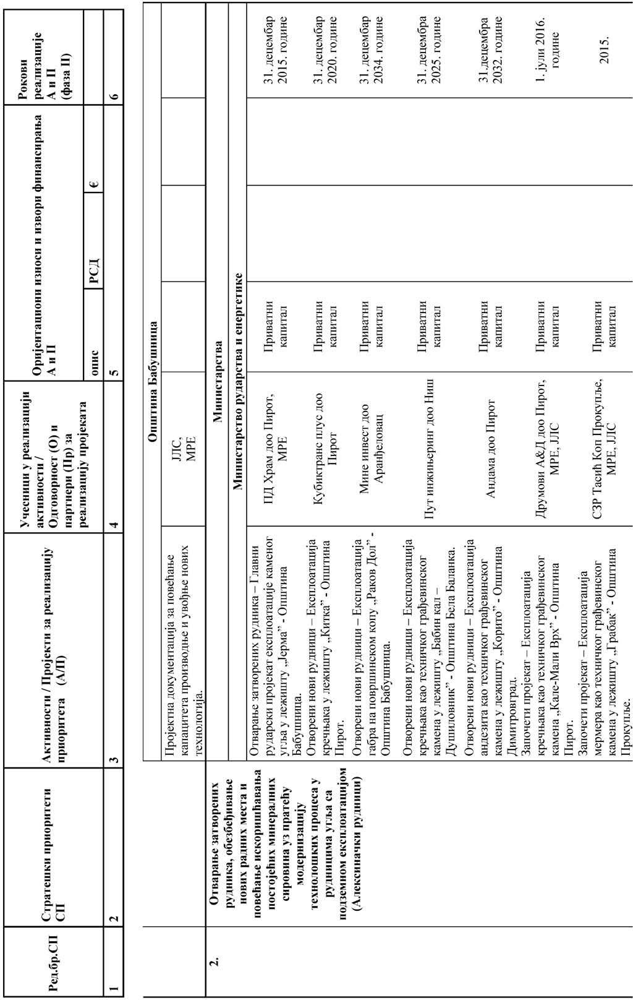 Ред.бр.СП
Стратешки приоритети
СП
Активности / Пројекти за реализацију
приоритета (А/П)
Учесници у реализацији
активности /
Одговорност (О) и
партнери (Пр) за
реализацију пројеката
Оријентациони износи и извори финансирања
А и П
опис
РСД
€
Рокови
реализације
А и П
(фаза II)
1
2
3
4
5
6
Општина Бабушница
Пројектна документација за повећање
капацитета производње и увођње нових
технологија.
ЈЛС,
МРЕ
2.
Отварање затворених
рудника, обезбеђивање
нових радних места и
повећање искоришћавања
постојећих минералних
сировина уз пратећу
модернизацију
технолошких процеса у
рудницима угља са
подземном експлоатацијом
(Алексиначки рудници)
Министарства
Министарство рударства и енергетике
Отварање затворених рудника – Главни
рударски пројекат експлоатације каменог
угља у лежишту „Јерма” - Општина
Бабушница.
ПД Храм доо Пирот,
МРЕ
Приватни
капитал
31. децембар
2015. године
Отворени нови рудници – Експлоатација
кречњака у лежишту „Китка” - Општина
Пирот.
Кубиктранс плус доо
Пирот
Приватни
капитал
31. децембар
2020. године
Отворени нови рудници – Експлоатација
габра на површинском копу „Раков Дол” -
Општина Бабушница.
Мине инвест доо
Аранђеловац
Приватни
капитал
31. децембар
2034. године
Отворени нови рудници – Експлоатација
кречњака као техничког грађевинског
камена у лежишту „Бабин кал –
Душиловник” - Општина Бела Баланка.
Пут инжињеринг доо Ниш
Приватни
капитал
31. децембра
2025. године
Отворени нови рудници – Експлоатација
андезита као техничког грађевинског
камена у лежишту „Корито” - Општина
Димитровград.
Андама доо Пирот
Приватни
капитал
31.децембра
2032. године
Започети пројекат – Експлоатација
кречњака као техничког грађевинског
камена „Кале-Мали Врх” - Општина
Пирот.
Друмови А&Д доо Пирот,
МРЕ, ЈЛС
Приватни
капитал
1. јули 2016.
године
Започети пројекат – Експлоатација
мермера као техничког грађевинског
камена у лежишту „Грабак” - Општина
Прокупље.
СЗР Тасић Коп Прокупље,
МРЕ, ЈЛС
Приватни
капитал
2015.